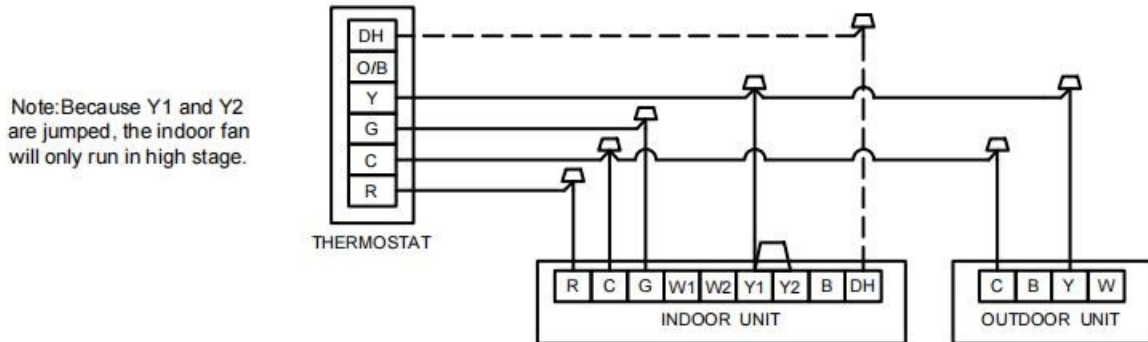 Note:Because Y1 and Y2
are jumped, the indoor fan
will only run in high stage.
DH
O/B
Y
G
C
R
THERMOSTAT
R C G W1 W2 Y1 Y2 B DH
INDOOR UNIT
C B Y W
OUTDOOR UNIT